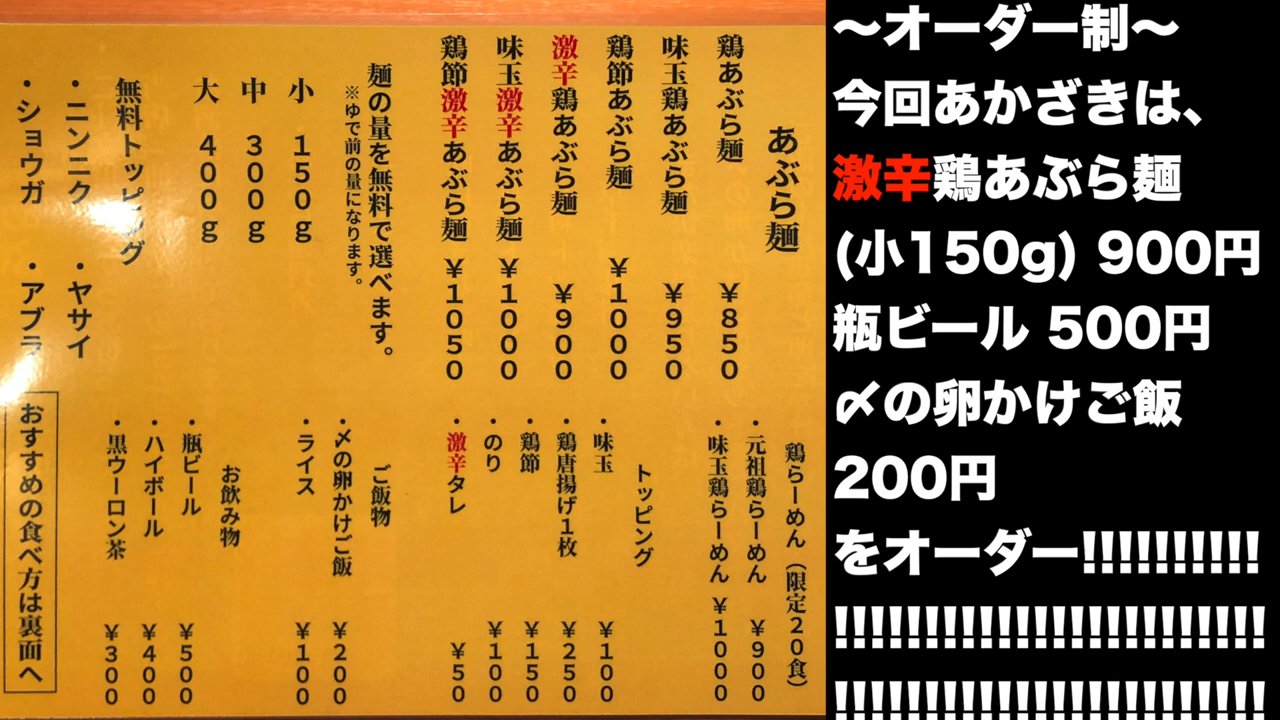 あぶら麺
鶏あぶら麺 ￥８５０
味玉鶏あぶら麺 ￥９５０
鶏節あぶら麺 ￥１０００
激辛鶏あぶら麺 ￥９００
味玉激辛あぶら麺 ￥１０００
鶏節激辛あぶら麺 ￥１０５０
麺の量を無料で選べます。
※ゆで前の量になります。
小 １５０ｇ
中 ３００ｇ
大 ４００ｇ
無料トッピング
・ニンニク ・ヤサイ
・ショウガ ・アブラ
鶏らーめん（限定２０食）
・元祖鶏らーめん ￥９００
・味玉鶏らーめん ￥１０００
トッピング
・味玉 ￥１００
・鶏唐揚げ１枚 ￥２５０
・鶏節 ￥１５０
・のり ￥１００
・激辛タレ ￥５０
ご飯物
・〆の卵かけご飯 ￥２００
・ライス ￥１００
お飲み物
・瓶ビール ￥５００
・ハイボール ￥４００
・黒ウーロン茶 ￥３００
おすすめの食べ方は裏面へ
〜オーダー制〜
今回あかざきは、
激辛鶏あぶら麺
(小150g) 900円
瓶ビール 500円
〆の卵かけご飯
200円
をオーダー!!!!!!!!!!
!!!!!!!!!!!!!!!!!!!!!!!!
!!!!!!!!!!!!!!!!!!!!!!!!